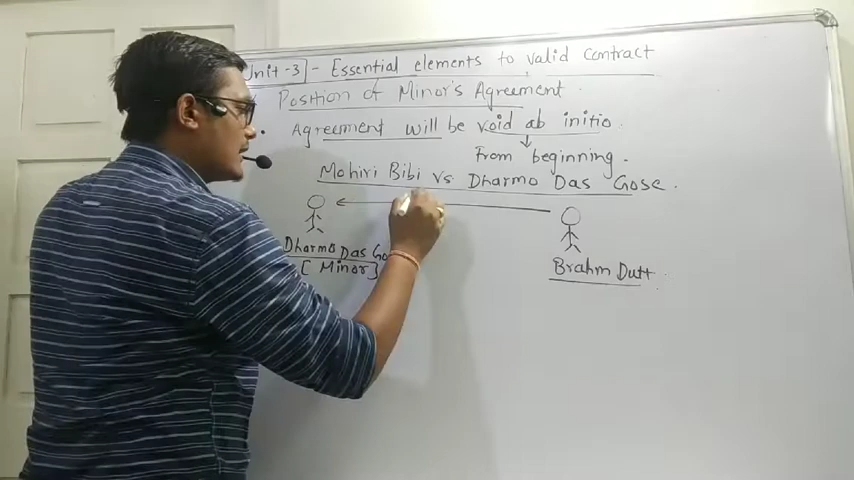 Unit-3] - Essential elements to valid contract
Position of Minor's Agreement
Agreement will be void ab initio.
From beginning.
Mohiri Bibi vs Dharmo Das Gose.
Dharmo Das Go
[ Minor ]
Brahm Dutt